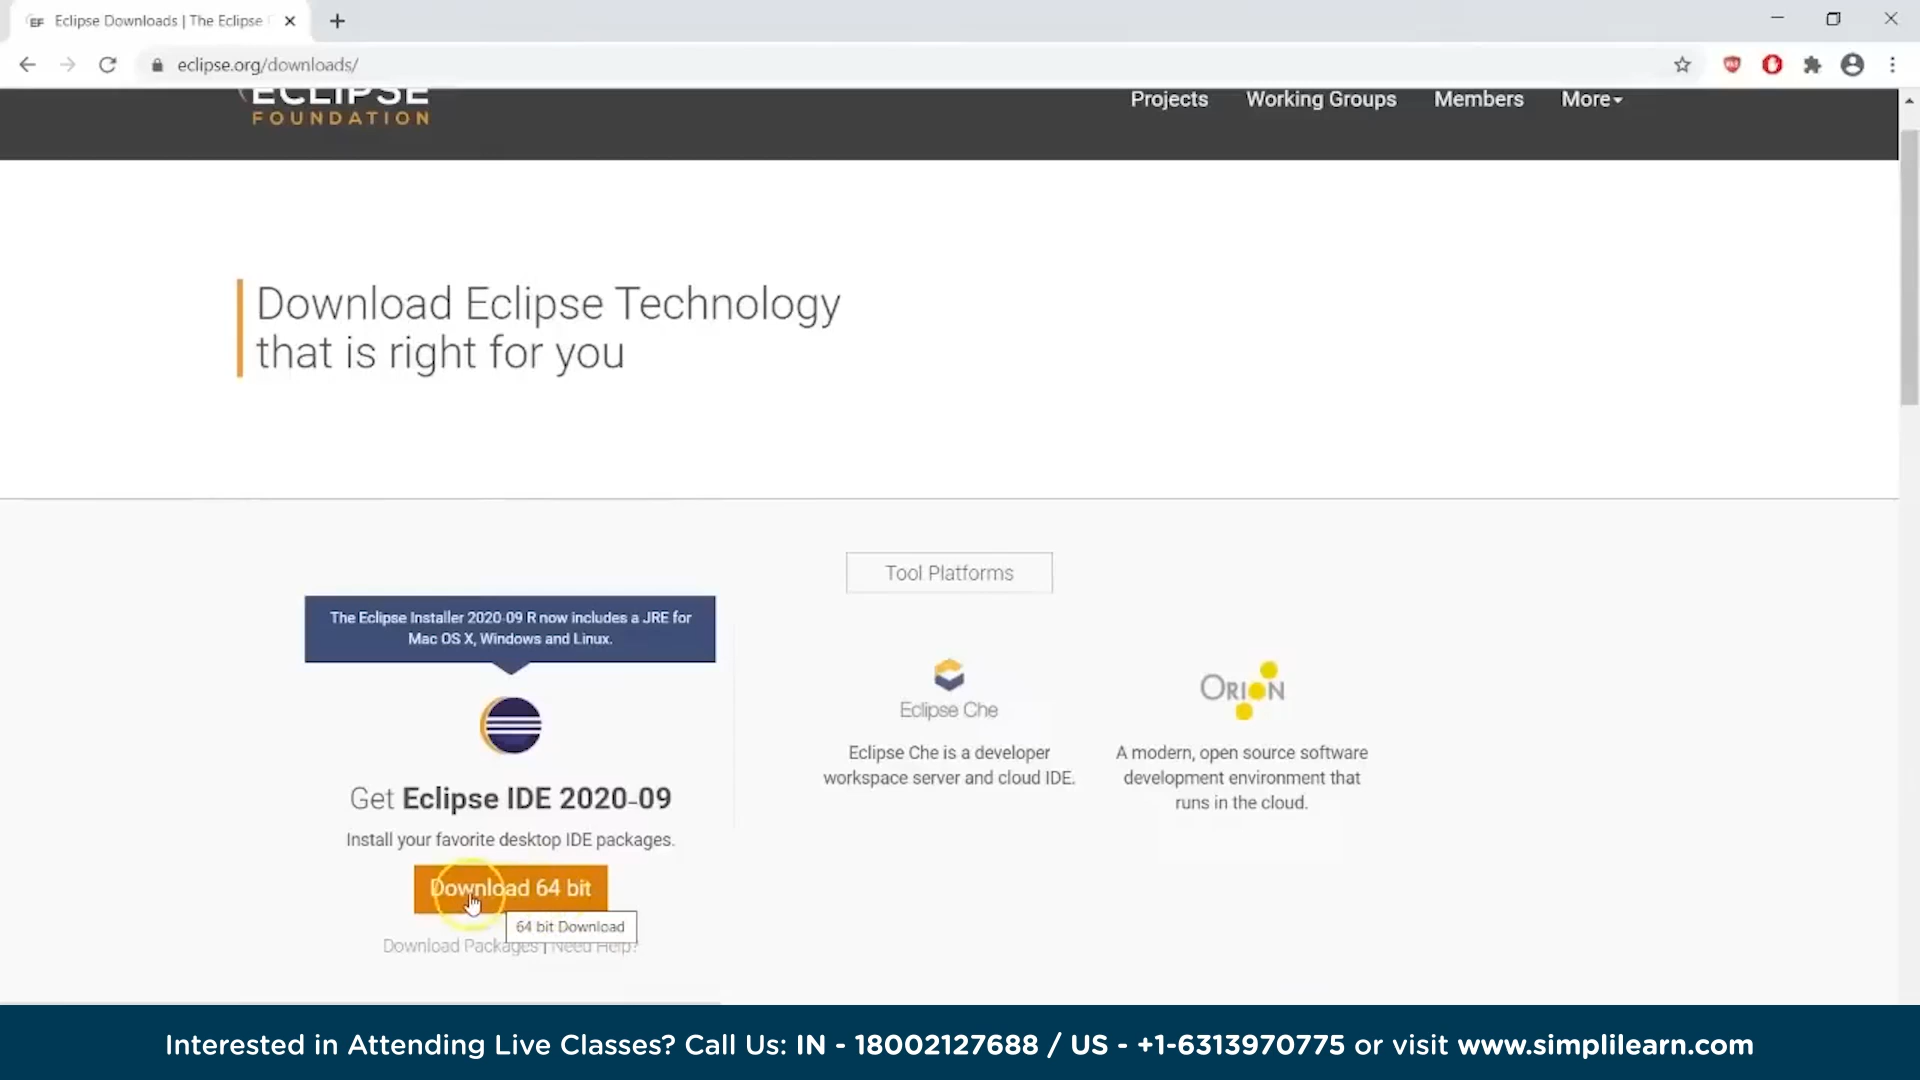 Eclipse Downloads | The Eclipse
eclipse.org/downloads/
ECLIPSE
FOUNDATION
Projects
Working Groups
Members
More
Download Eclipse Technology
that is right for you
Tool Platforms
The Eclipse Installer 2020-09 R now includes a JRE for
Mac OS X, Windows and Linux.
Get Eclipse IDE 2020-09
Install your favorite desktop IDE packages.
Download 64 bit
64 bit Download
Download Packages | Need Help?
Eclipse Che
Eclipse Che is a developer
workspace server and cloud IDE.
ORION
A modern, open source software
development environment that
runs in the cloud.
Interested in Attending Live Classes? Call Us: IN - 18002127688 / US - +1-6313970775 or visit www.simplilearn.com